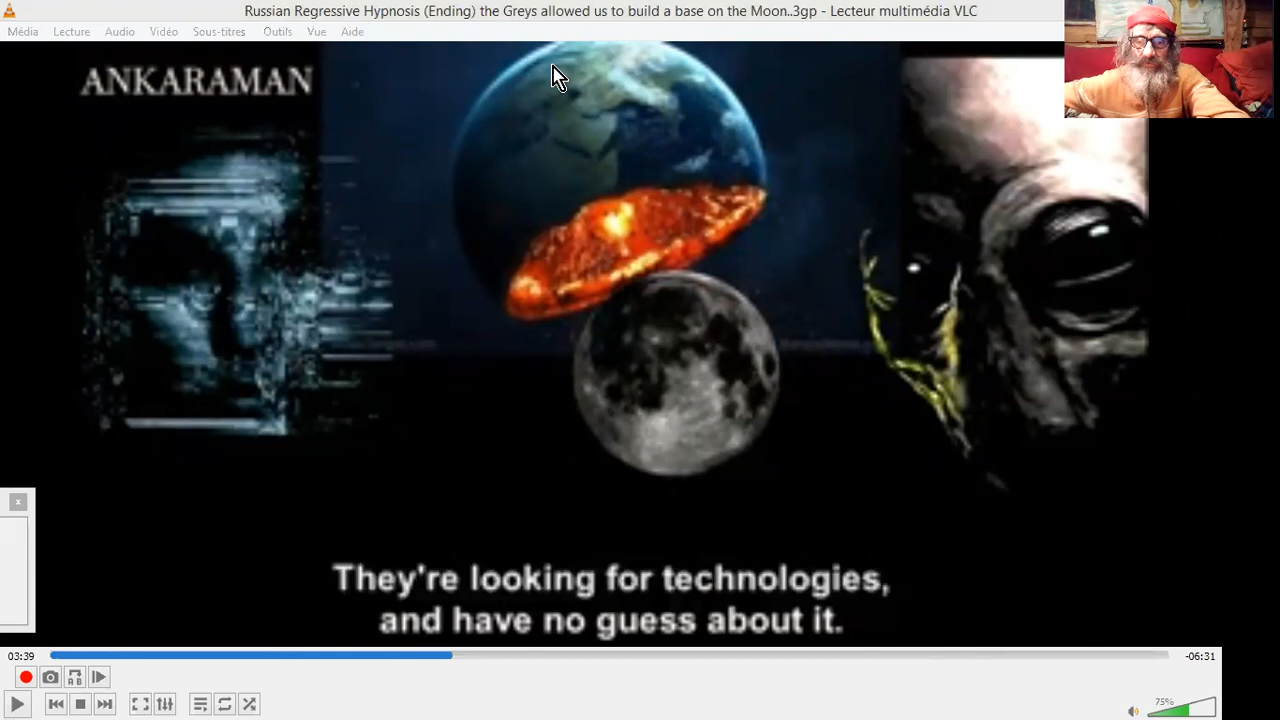 Russian Regressive Hypnosis (Ending) the Greys allowed us to build a base on the Moon..3gp - Lecteur multimédia VLC
Média Lecture Audio Vidéo Sous-titres Outils Vue Aide
ANKARAMAN
They're looking for technologies,
and have no guess about it.
03:39
-06:31
75%